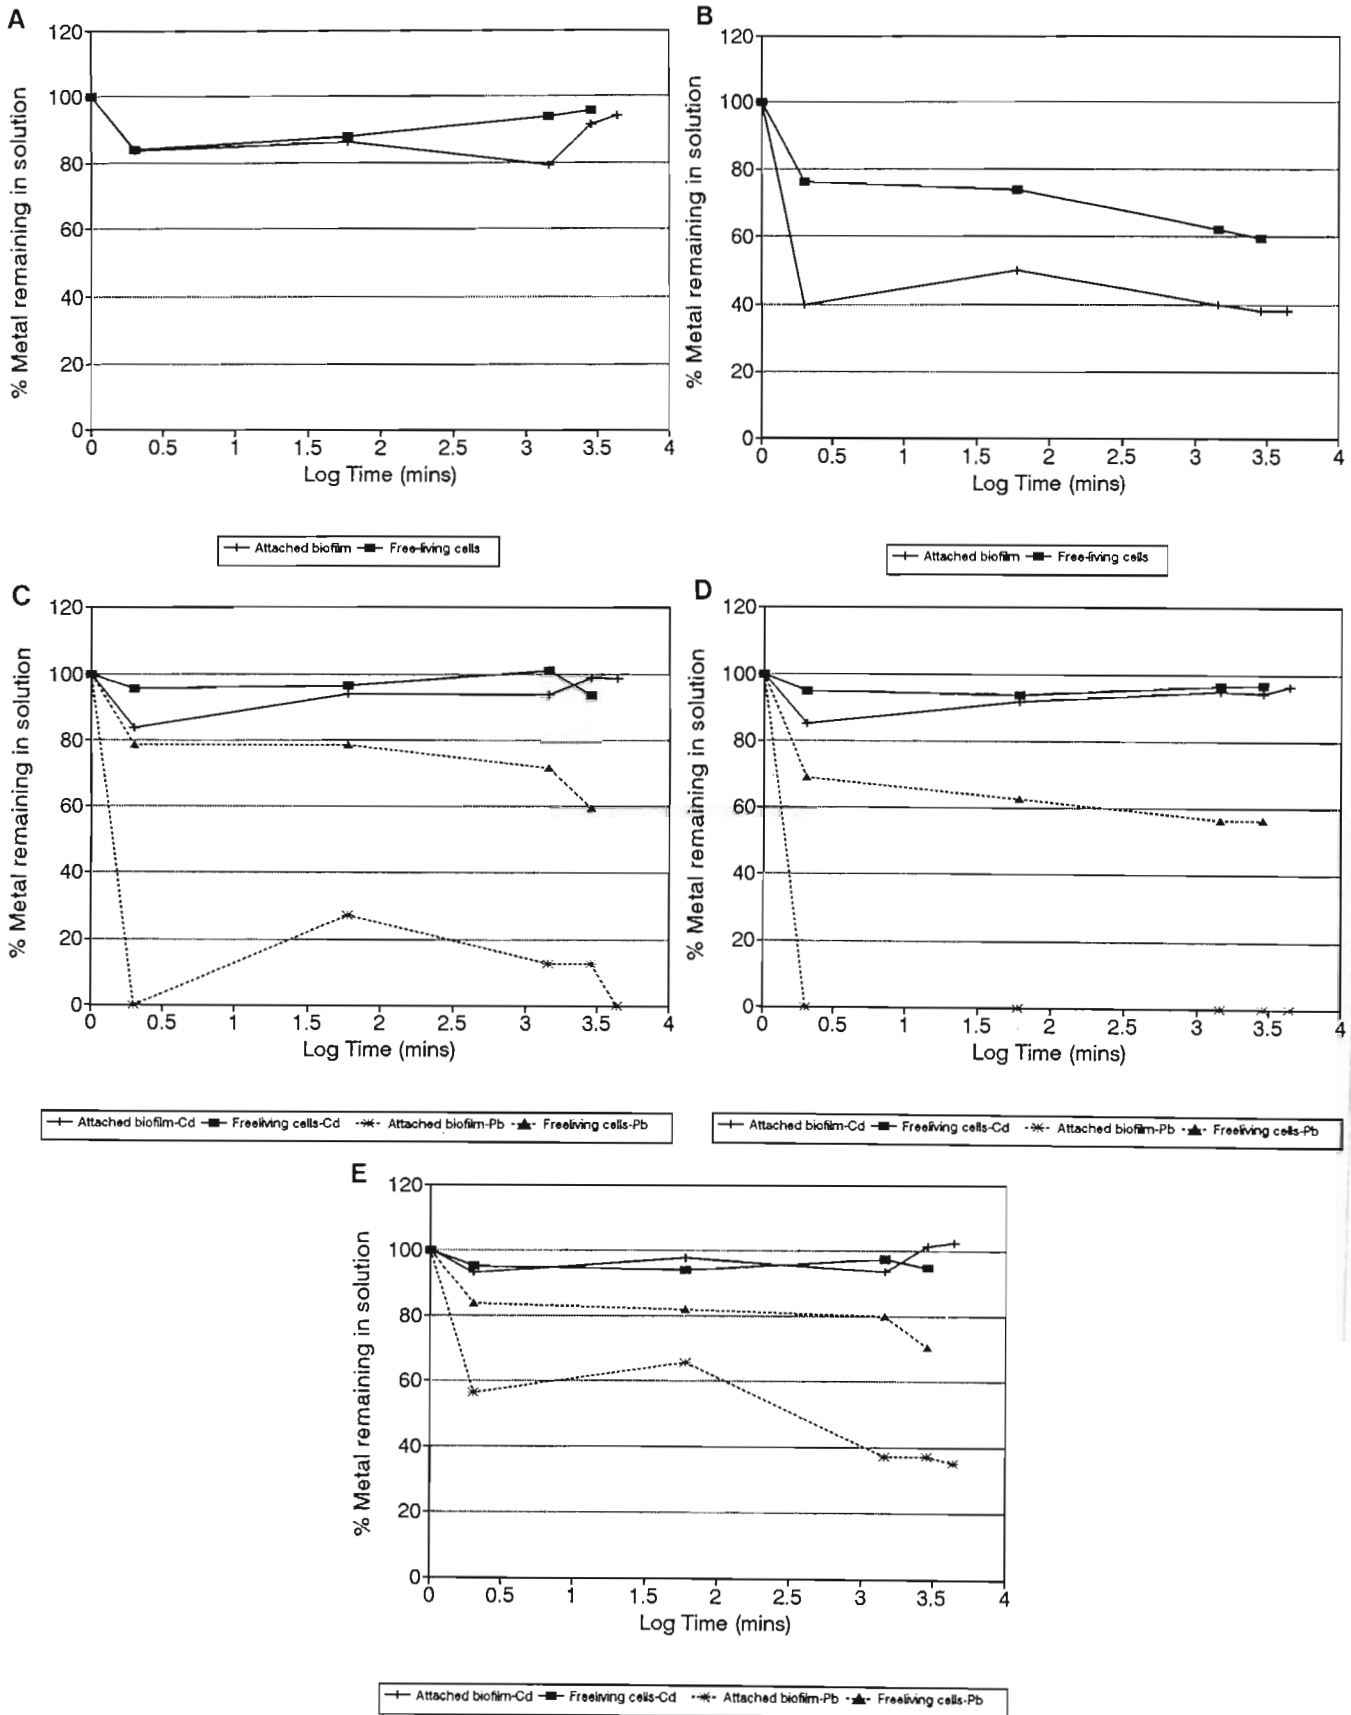 A
% Metal remaining in solution
120
100
80
60
40
20
0
0 0.5 1 1.5 2 2.5 3 3.5 4
Log Time (mins)
Attached biofilm Free-living cells
B
% Metal remaining in solution
120
100
80
60
40
20
0
0 0.5 1 1.5 2 2.5 3 3.5 4
Log Time (mins)
Attached biofilm Free-living cells
C
% Metal remaining in solution
120
100
80
60
40
20
0
0 0.5 1 1.5 2 2.5 3 3.5 4
Log Time (mins)
Attached biofilm-Cd Freeliving cells-Cd Attached biofilm-Pb Freeliving cells-Pb
D
% Metal remaining in solution
120
100
80
60
40
20
0
0 0.5 1 1.5 2 2.5 3 3.5 4
Log Time (mins)
Attached biofilm-Cd Freeliving cells-Cd Attached biofilm-Pb Freeliving cells-Pb
E
% Metal remaining in solution
120
100
80
60
40
20
0
0 0.5 1 1.5 2 2.5 3 3.5 4
Log Time (mins)
Attached biofilm-Cd Freeliving cells-Cd Attached biofilm-Pb Freeliving cells-Pb